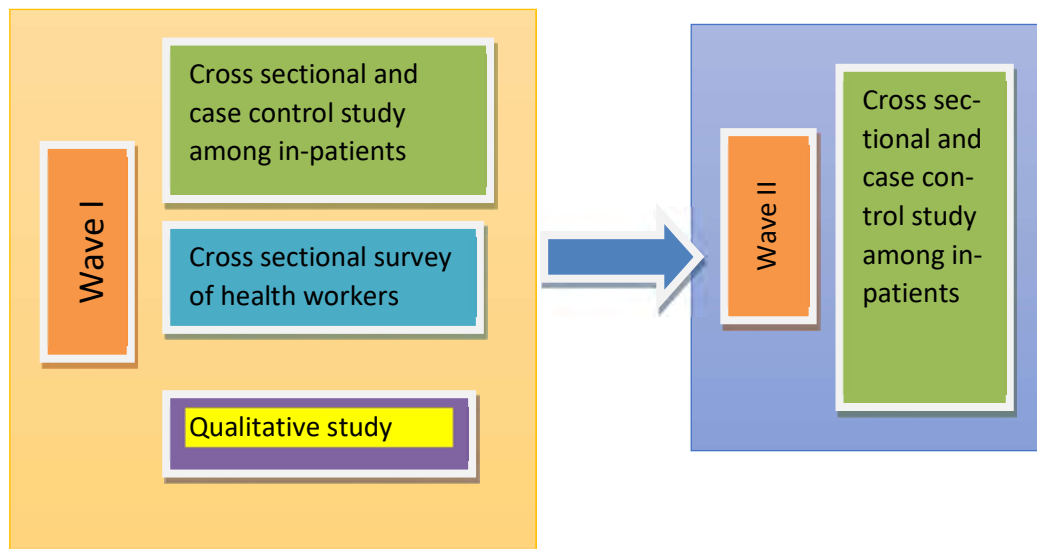 Wave I
Cross sectional and
case control study
among in-patients
Cross sectional survey
of health workers
Qualitative study
Wave II
Cross sec-
tional and
case con-
trol study
among in-
patients